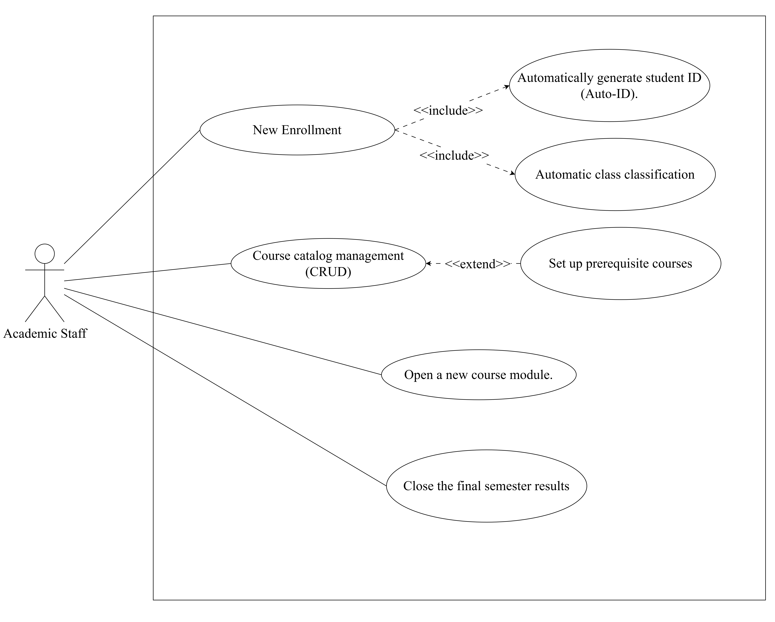 Automatically generate student ID
(Auto-ID).
<<include>>
New Enrollment
<<include>>
Automatic class classification
Course catalog management
(CRUD)
<<extend>>
Set up prerequisite courses
Academic Staff
Open a new course module.
Close the final semester results